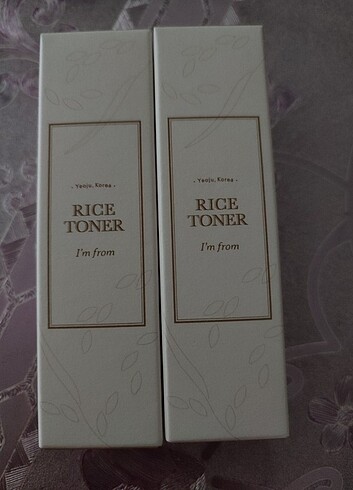 - Yeoju, Korea -
RICE
TONER
I'm from
- Yeoju, Korea -
RICE
TONER
I'm from